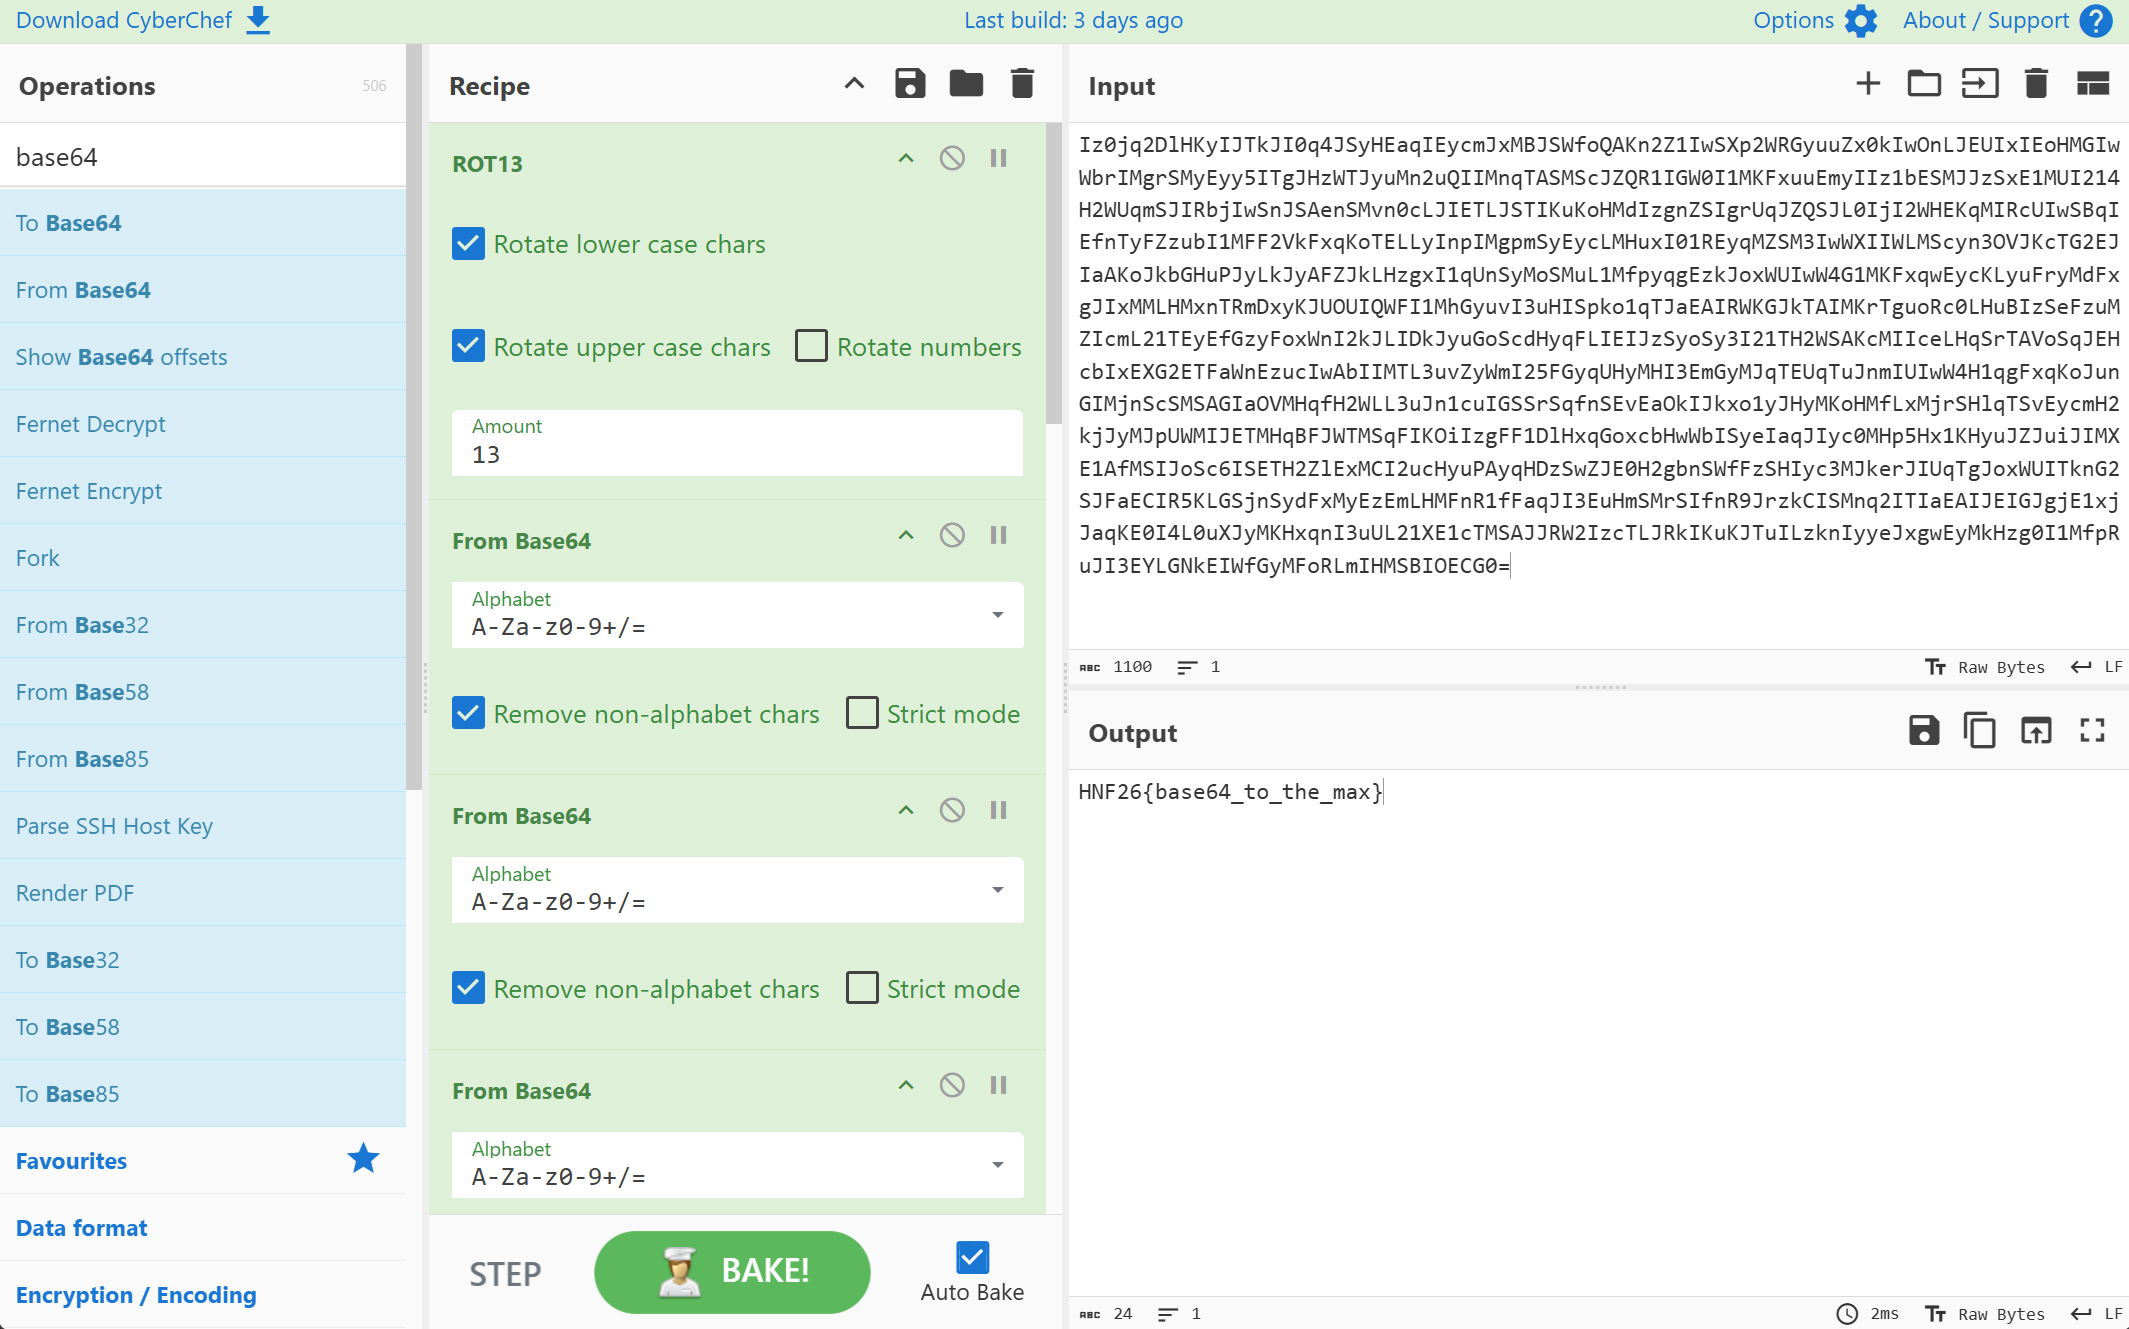 Download CyberChef
Last build: 3 days ago
Options
About / Support
Operations
506
base64
To Base64
From Base64
Show Base64 offsets
Fernet Decrypt
Fernet Encrypt
Fork
From Base32
From Base58
From Base85
Parse SSH Host Key
Render PDF
To Base32
To Base58
To Base85
Favourites
Data format
Encryption / Encoding
Recipe
ROT13
Rotate lower case chars
Rotate upper case chars
Rotate numbers
Amount
13
From Base64
Alphabet
A-Za-z0-9+/=
Remove non-alphabet chars
Strict mode
From Base64
Alphabet
A-Za-z0-9+/=
Remove non-alphabet chars
Strict mode
From Base64
Alphabet
A-Za-z0-9+/=
STEP
BAKE!
Auto Bake
Input
Iz0jq2DlHKyIJTkJI0q4JSyHEaqIEycmJxMBJSWfoQAKn2Z1IwSXp2WRGyuuZx0kIwOnLJEUIxIEoHMGIw
WbrIMgrSMyEyy5ITgJHzWTJyuMn2uQIIMnqTASMScJZQR1IGW0I1MKFxuuEmyIIz1bESMJJzSxE1MUI214
H2WUqmSJIRbjIwSnJSAenSMvn0cLJIETLJSTIKuKoHMdIzgnZSIgrUqJZQSJL0IjI2WHEKqMIRcUIwSBqI
EfnTyFZzubI1MFF2VkFxqKoTELLyInpIMgpmSyEycLMHuxI01REyqMZSM3IwWXIIWLMScyn3OVJKcTG2EJ
IaAKoJkbGHuPJyLkJyAFZJkLHzgxI1qUnSyMoSMuL1MfpyqgEzkJoxWUIwW4G1MKFxqwEycKLyuFryMdFx
gJIxMMLHMxnTRmDxyKJUOUIQWFI1MhGyuvI3uHISpko1qTJaEAIRWKGJkTAIMKrTguoRc0LHuBIzSeFzuM
ZIcmL21TEyEfGzyFoxWnI2kJLIDkJyuGoScdHyqFLIEIJzSyoSy3I21TH2WSAKcMIIceLHqSrTAVoSqJEH
cbIxEXG2ETFaWnEzucIwAbIIMTL3uvZyWmI25FGyqUHyMHI3EmGyMJqTEUqTuJnmIUIwW4H1qgFxqKoJun
GIMjnScSMSAGIaOVMHqfH2WLL3uJn1cuIGSSrSqfnSEvEaOkIJkxo1yJHyMKoHMfLxMjrSHlqTSvEycmH2
kjJyMJpUWMIJETMHqBFJWTMSqFIKOiIzgFF1DlHxqGoxcbHwWbISyeIaqJIyc0MHp5Hx1KHyuJZJuiJIMX
E1AfMSIJoSc6ISETH2ZlExMCI2ucHyuPAyqHDzSwZJE0H2gbnSWfFzSHIyc3MJkerJIUqTgJoxWUITknG2
SJFaECIR5KLGSjnSydFxMyEzEmLHMFnR1fFaqJI3EuHmSMrSIfnR9JrzkCISMnq2ITIaEAIJEIGJgjE1xj
JaqKE0I4L0uXJyMKHxqnI3uUL21XE1cTMSAJJRW2IzcTLJRkIKuKJTuILzknIyyeJxgwEyMkHzg0I1MfpR
uJI3EYLGNkEIWfGyMFoRLmIHMSBIOECG0=
ABC 1100
1
Raw Bytes
LF
Output
HNF26{base64_to_the_max}
ABC 24
1
2ms
Raw Bytes
LF